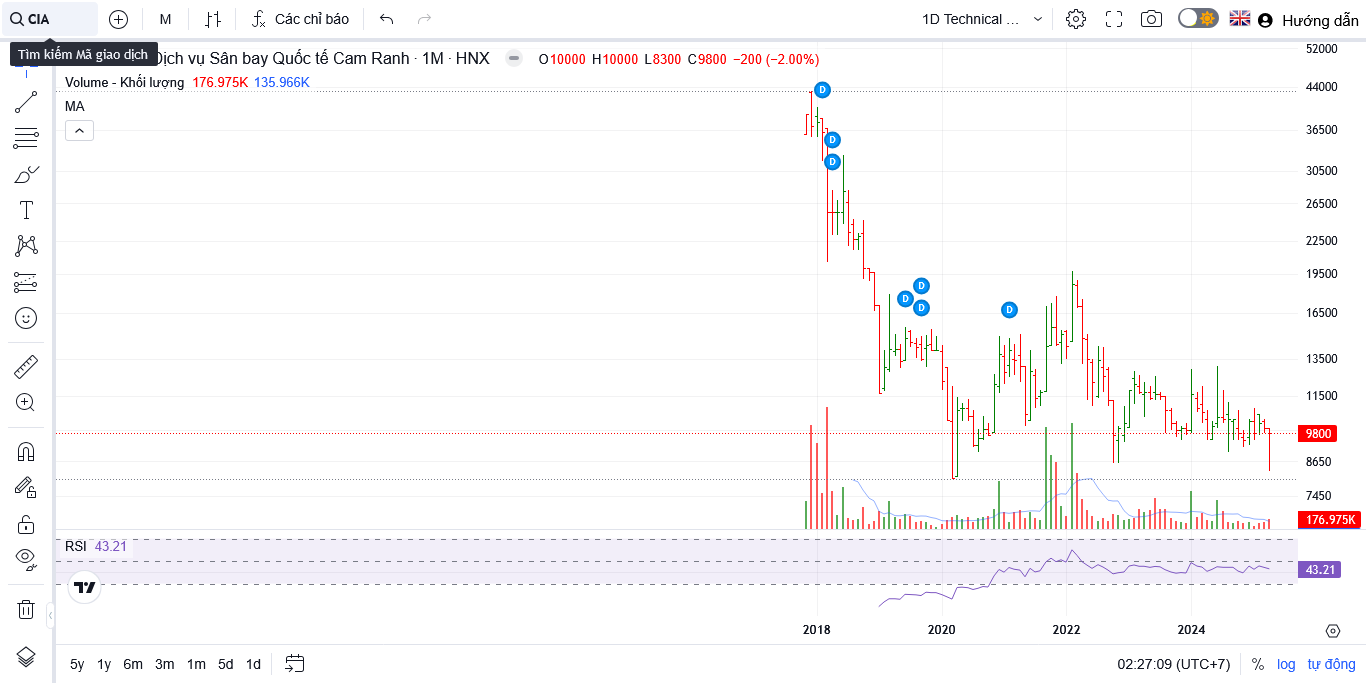 CIA
M
Các chỉ báo
1D Technical ...
Hướng dẫn
Tìm kiếm Mã giao dịch
Dịch vụ Sân bay Quốc tế Cam Ranh · 1M · HNX
O10000 H10000 L8300 C9800 −200 (−2.00%)
Volume - Khối lượng 176.975K 135.966K
MA
D
D
D
D
D
D
D
52000
44000
36500
30500
26500
22500
19500
16500
13500
11500
9800
8650
7450
176.975K
RSI 43.21
43.21
2018 2020 2022 2024
5y 1y 6m 3m 1m 5d 1d
02:27:09 (UTC+7) % log tự động